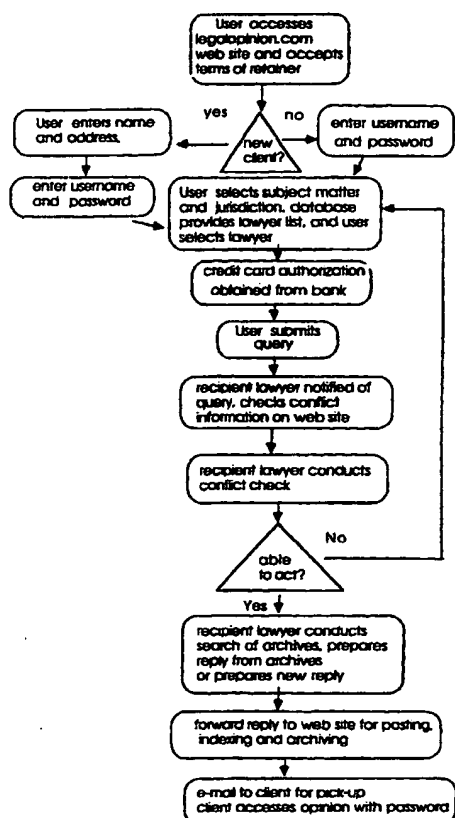 User accesses
legalopinion.com
web site and accepts
terms of retainer
yes
no
User enters name
and address.
new
client?
enter username
and password
enter username
and password
User selects subject matter
and jurisdiction, database
provides lawyer list, and user
selects lawyer
credit card authorization
obtained from bank
User submits
query
recipient lawyer notified of
query, checks conflict
information on web site
recipient lawyer conducts
conflict check
No
able
to act?
Yes
recipient lawyer conducts
search of archives, prepares
reply from archives
or prepares new reply
forward reply to web site for posting,
indexing and archiving
e-mail to client for pick-up
client accesses opinion with password